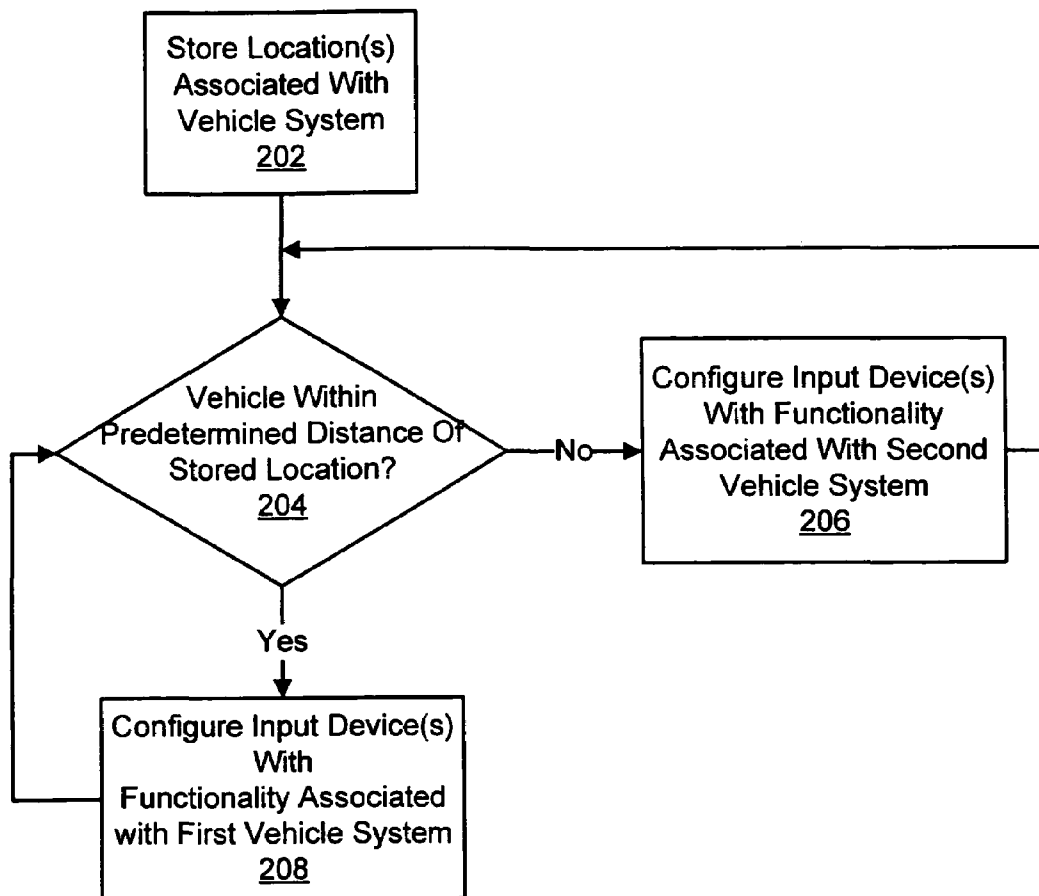 Store Location(s)
Associated With
Vehicle System
202
Vehicle Within
Predetermined Distance Of
Stored Location?
204
No
Configure Input Device(s)
With Functionality
Associated With Second
Vehicle System
206
Yes
Configure Input Device(s)
With
Functionality Associated
with First Vehicle System
208